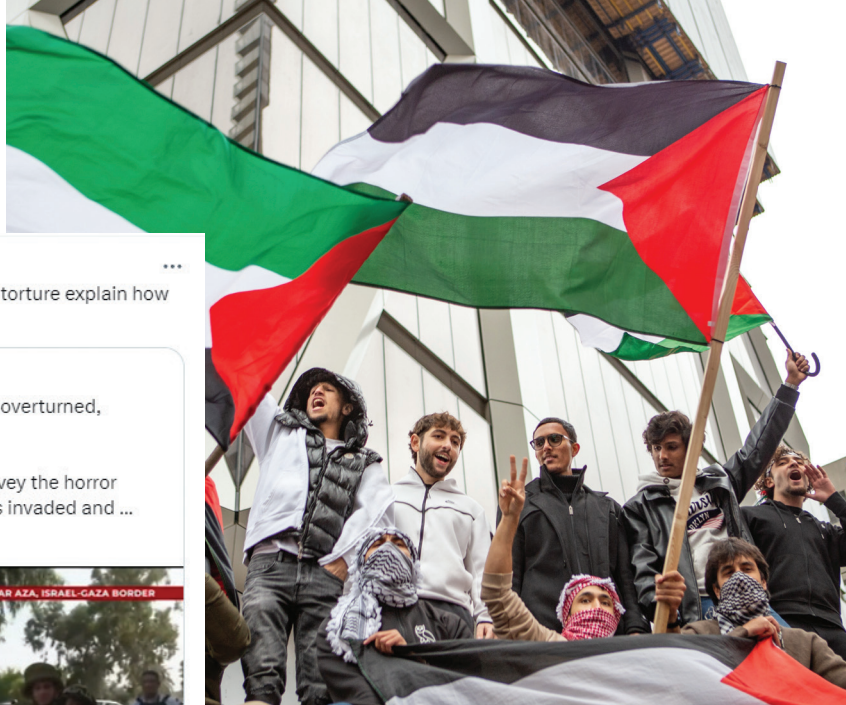 ...
torture explain how
overturned,
vey the horror
s invaded and ...
AR AZA, ISRAEL-GAZA BORDER